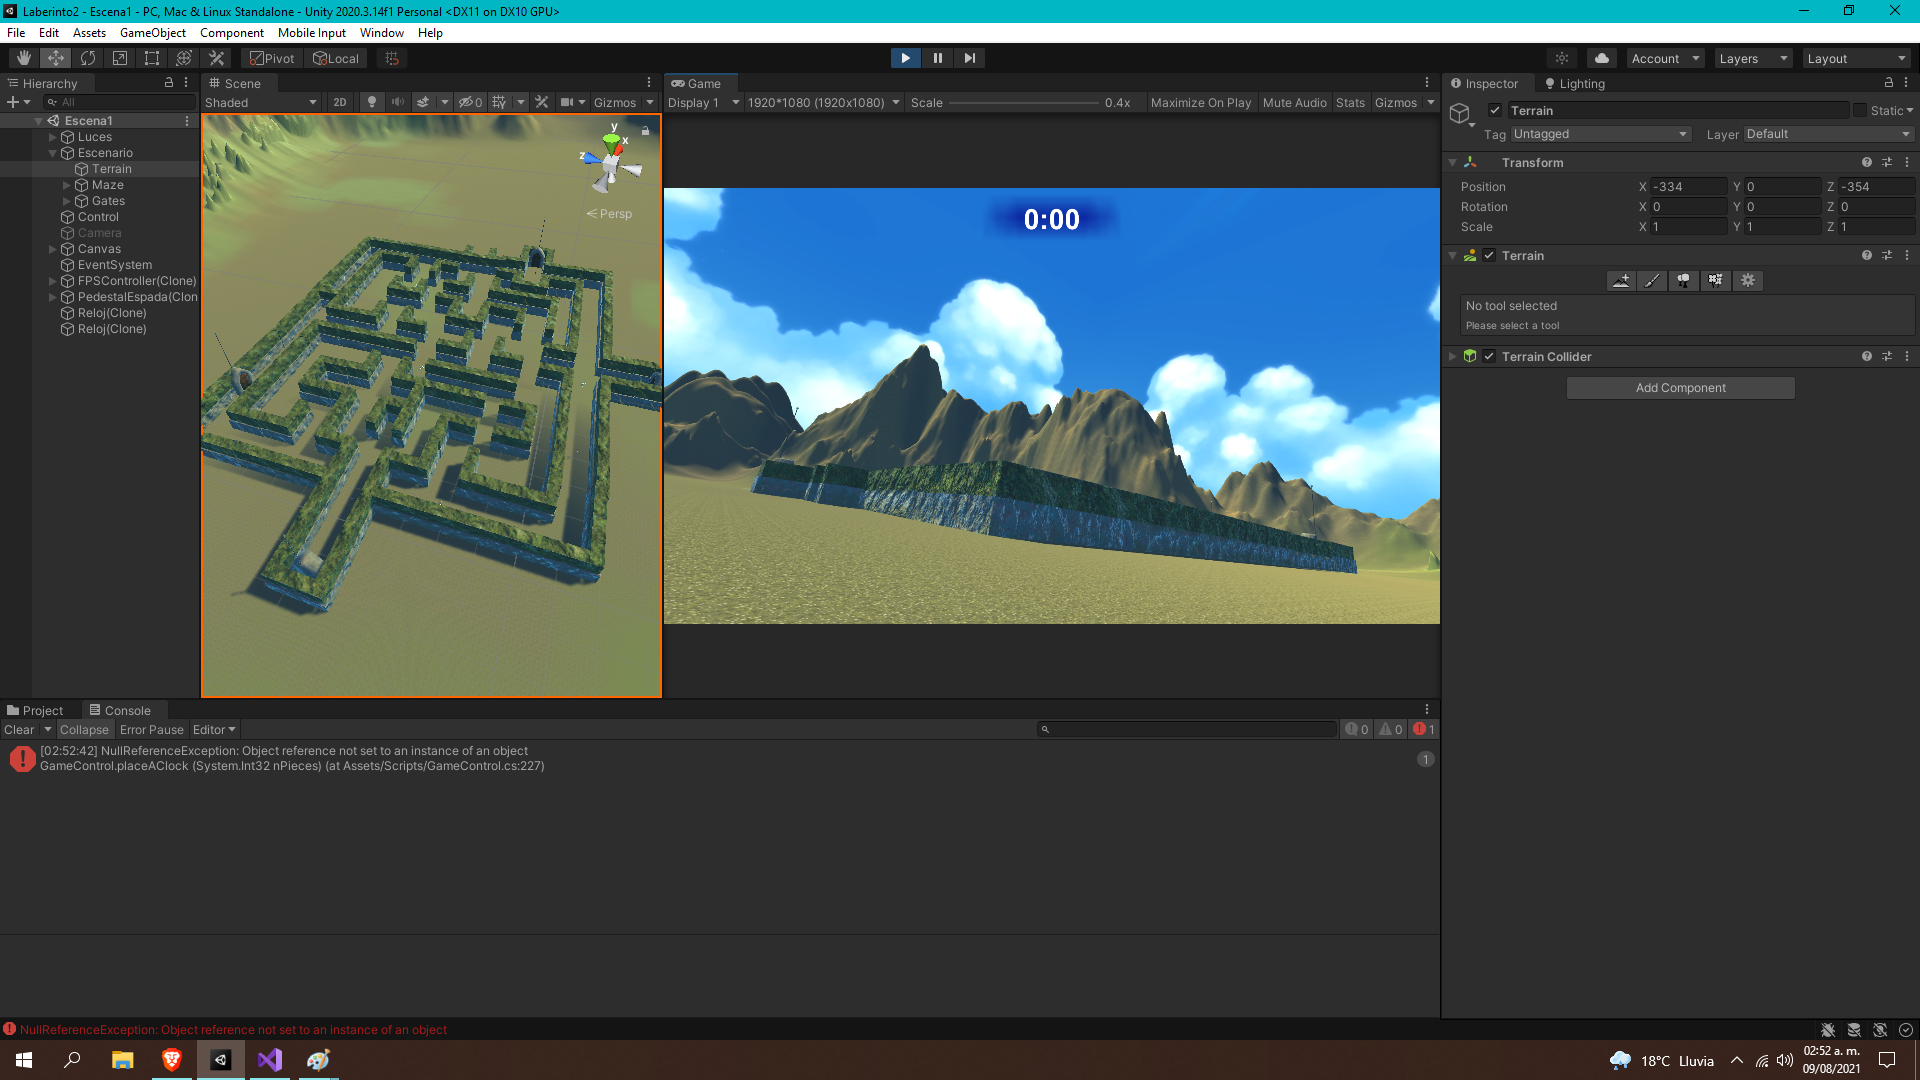 Laberinto2 - Escena1 - PC, Mac & Linux Standalone - Unity 2020.3.14f1 Personal <DX11 on DX10 GPU>
File Edit Assets GameObject Component Mobile Input Window Help
Pivot Local Account Layers Layout
Hierarchy
All
Escena1
Luces
Escenario
Terrain
Maze
Gates
Control
Camera
Canvas
EventSystem
FPSController(Clone)
PedestalEspada(Clon
Reloj(Clone)
Reloj(Clone)
Scene
Shaded 2D 0 Gizmos
y
x
z
Persp
Game
Display 1 1920*1080 (1920x1080) Scale 0.4x Maximize On Play Mute Audio Stats Gizmos
0:00
Inspector Lighting
Terrain Static
Tag Untagged Layer Default
Transform
Position X -334 Y 0 Z -354
Rotation X 0 Y 0 Z 0
Scale X 1 Y 1 Z 1
Terrain
No tool selected
Please select a tool
Terrain Collider
Add Component
Project Console
Clear Collapse Error Pause Editor 0 0 1
[02:52:42] NullReferenceException: Object reference not set to an instance of an object
GameControl.placeAClock (System.Int32 nPieces) (at Assets/Scripts/GameControl.cs:227)
1
NullReferenceException: Object reference not set to an instance of an object
18°C Lluvia
02:52 a. m.
09/08/2021